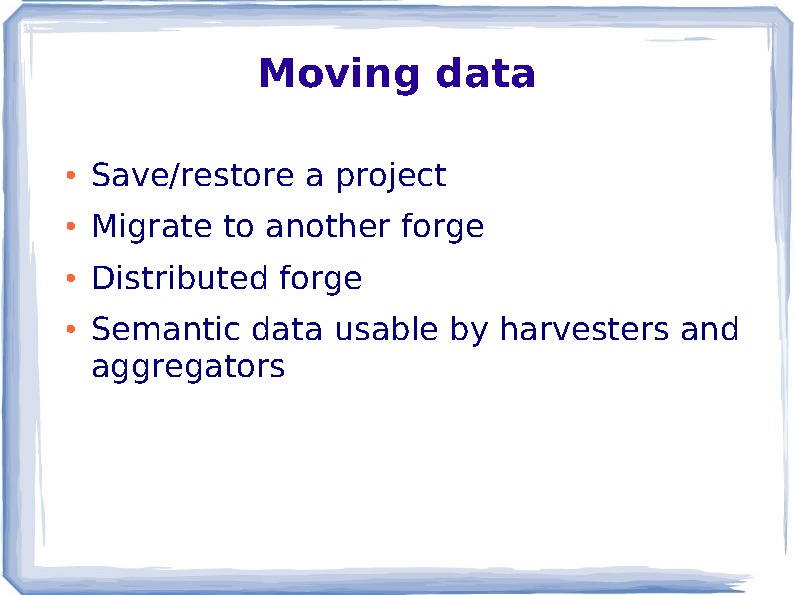 Moving data
• Save/restore a project
• Migrate to another forge
• Distributed forge
• Semantic data usable by harvesters and
aggregators